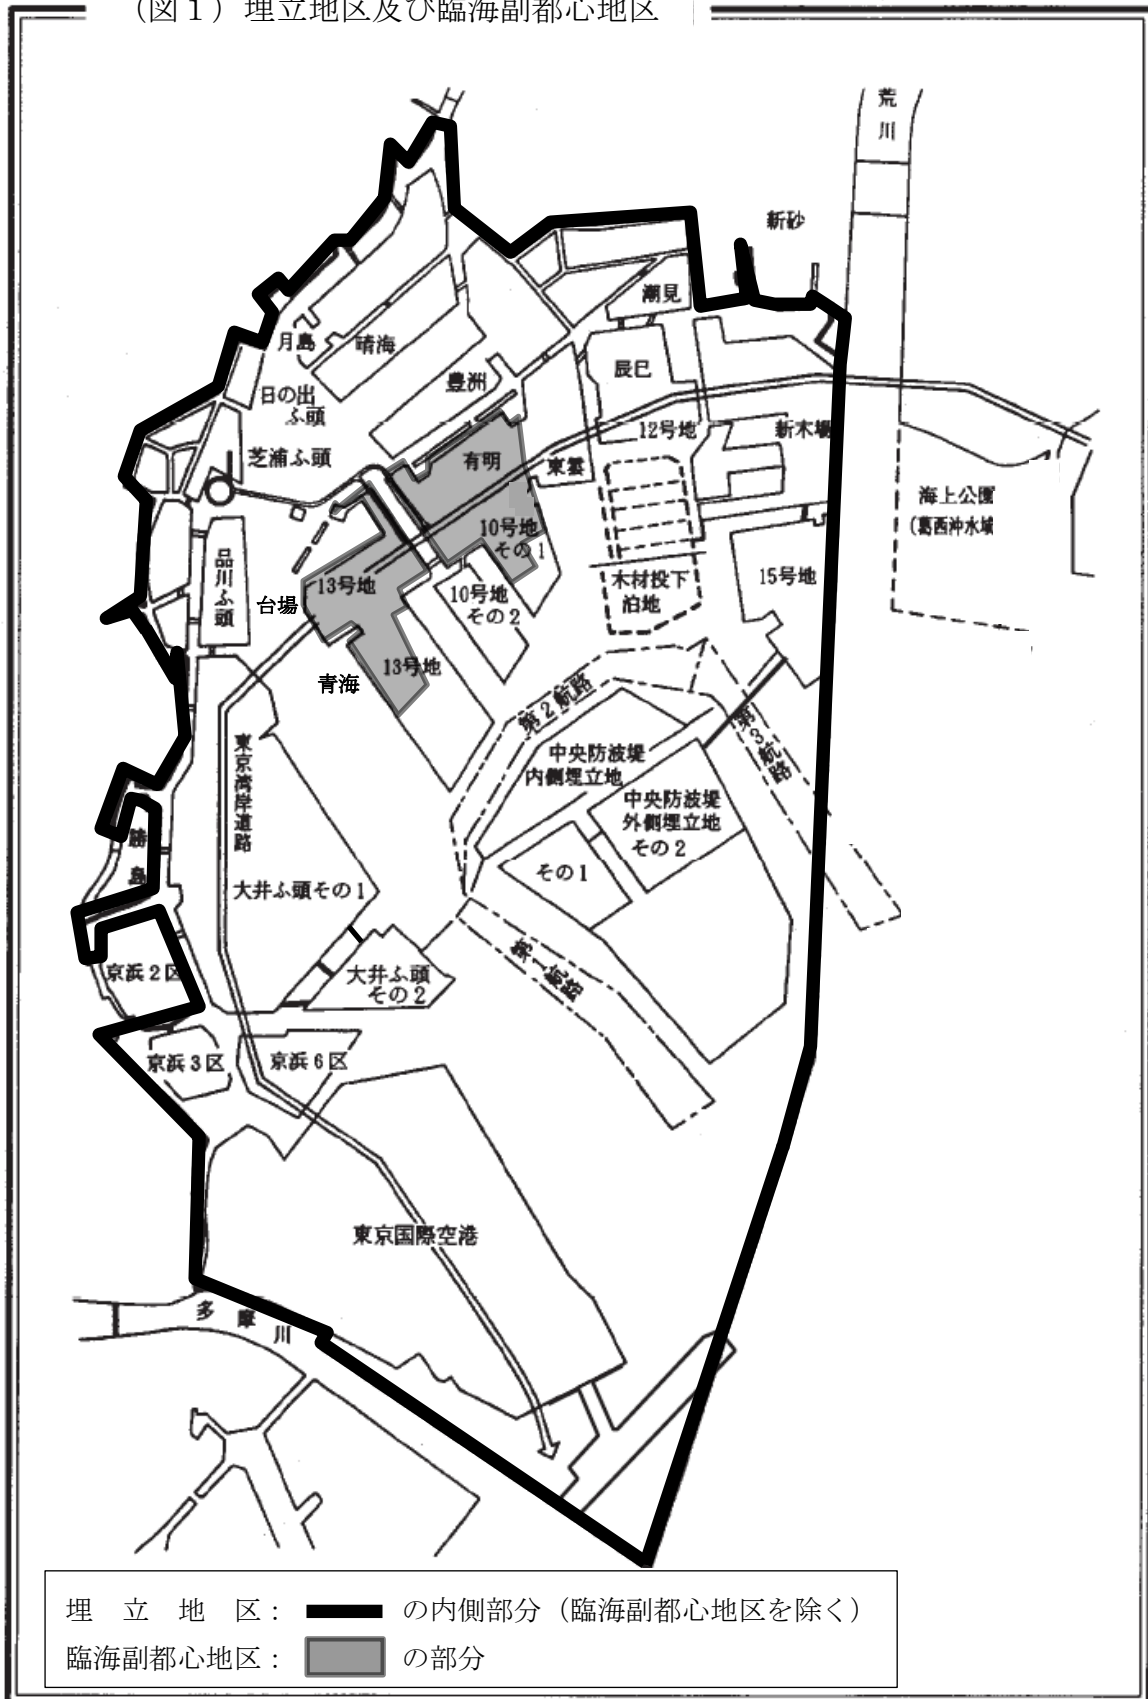 (図1)埋立地区及び臨海副都心地区
荒川
新砂
潮見
月島
晴海
豊洲
辰巳
日の出
ふ頭
12号地
新木場
芝浦ふ頭
有明
東雲
海上公園
(葛西沖水域
10号地
その1
品川ふ頭
13号地
台場
10号地
その2
木材投下
泊地
15号地
13号地
青海
第2航路
第3航路
東京湾岸道路
中央防波堤
内側埋立地
中央防波堤
外側埋立地
その2
勝島
その1
大井ふ頭その1
第1航路
京浜2区
大井ふ頭
その2
京浜3区
京浜6区
東京国際空港
多摩川
埋立地区: の内側部分(臨海副都心地区を除く)
臨海副都心地区: の部分